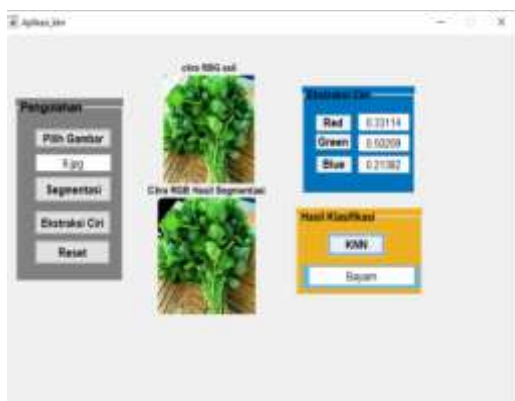 Aplikasi_knn
citra RBG asli
Pengolahan
Pilih Gambar
9.jpg
Segmentasi
Ekstraksi Ciri
Reset
Citra RGB Hasil Segmentasi
Ekstraksi Ciri
Red 0.33114
Green 0.50209
Blue 0.21382
Hasil Klasifikasi
KNN
Bayam